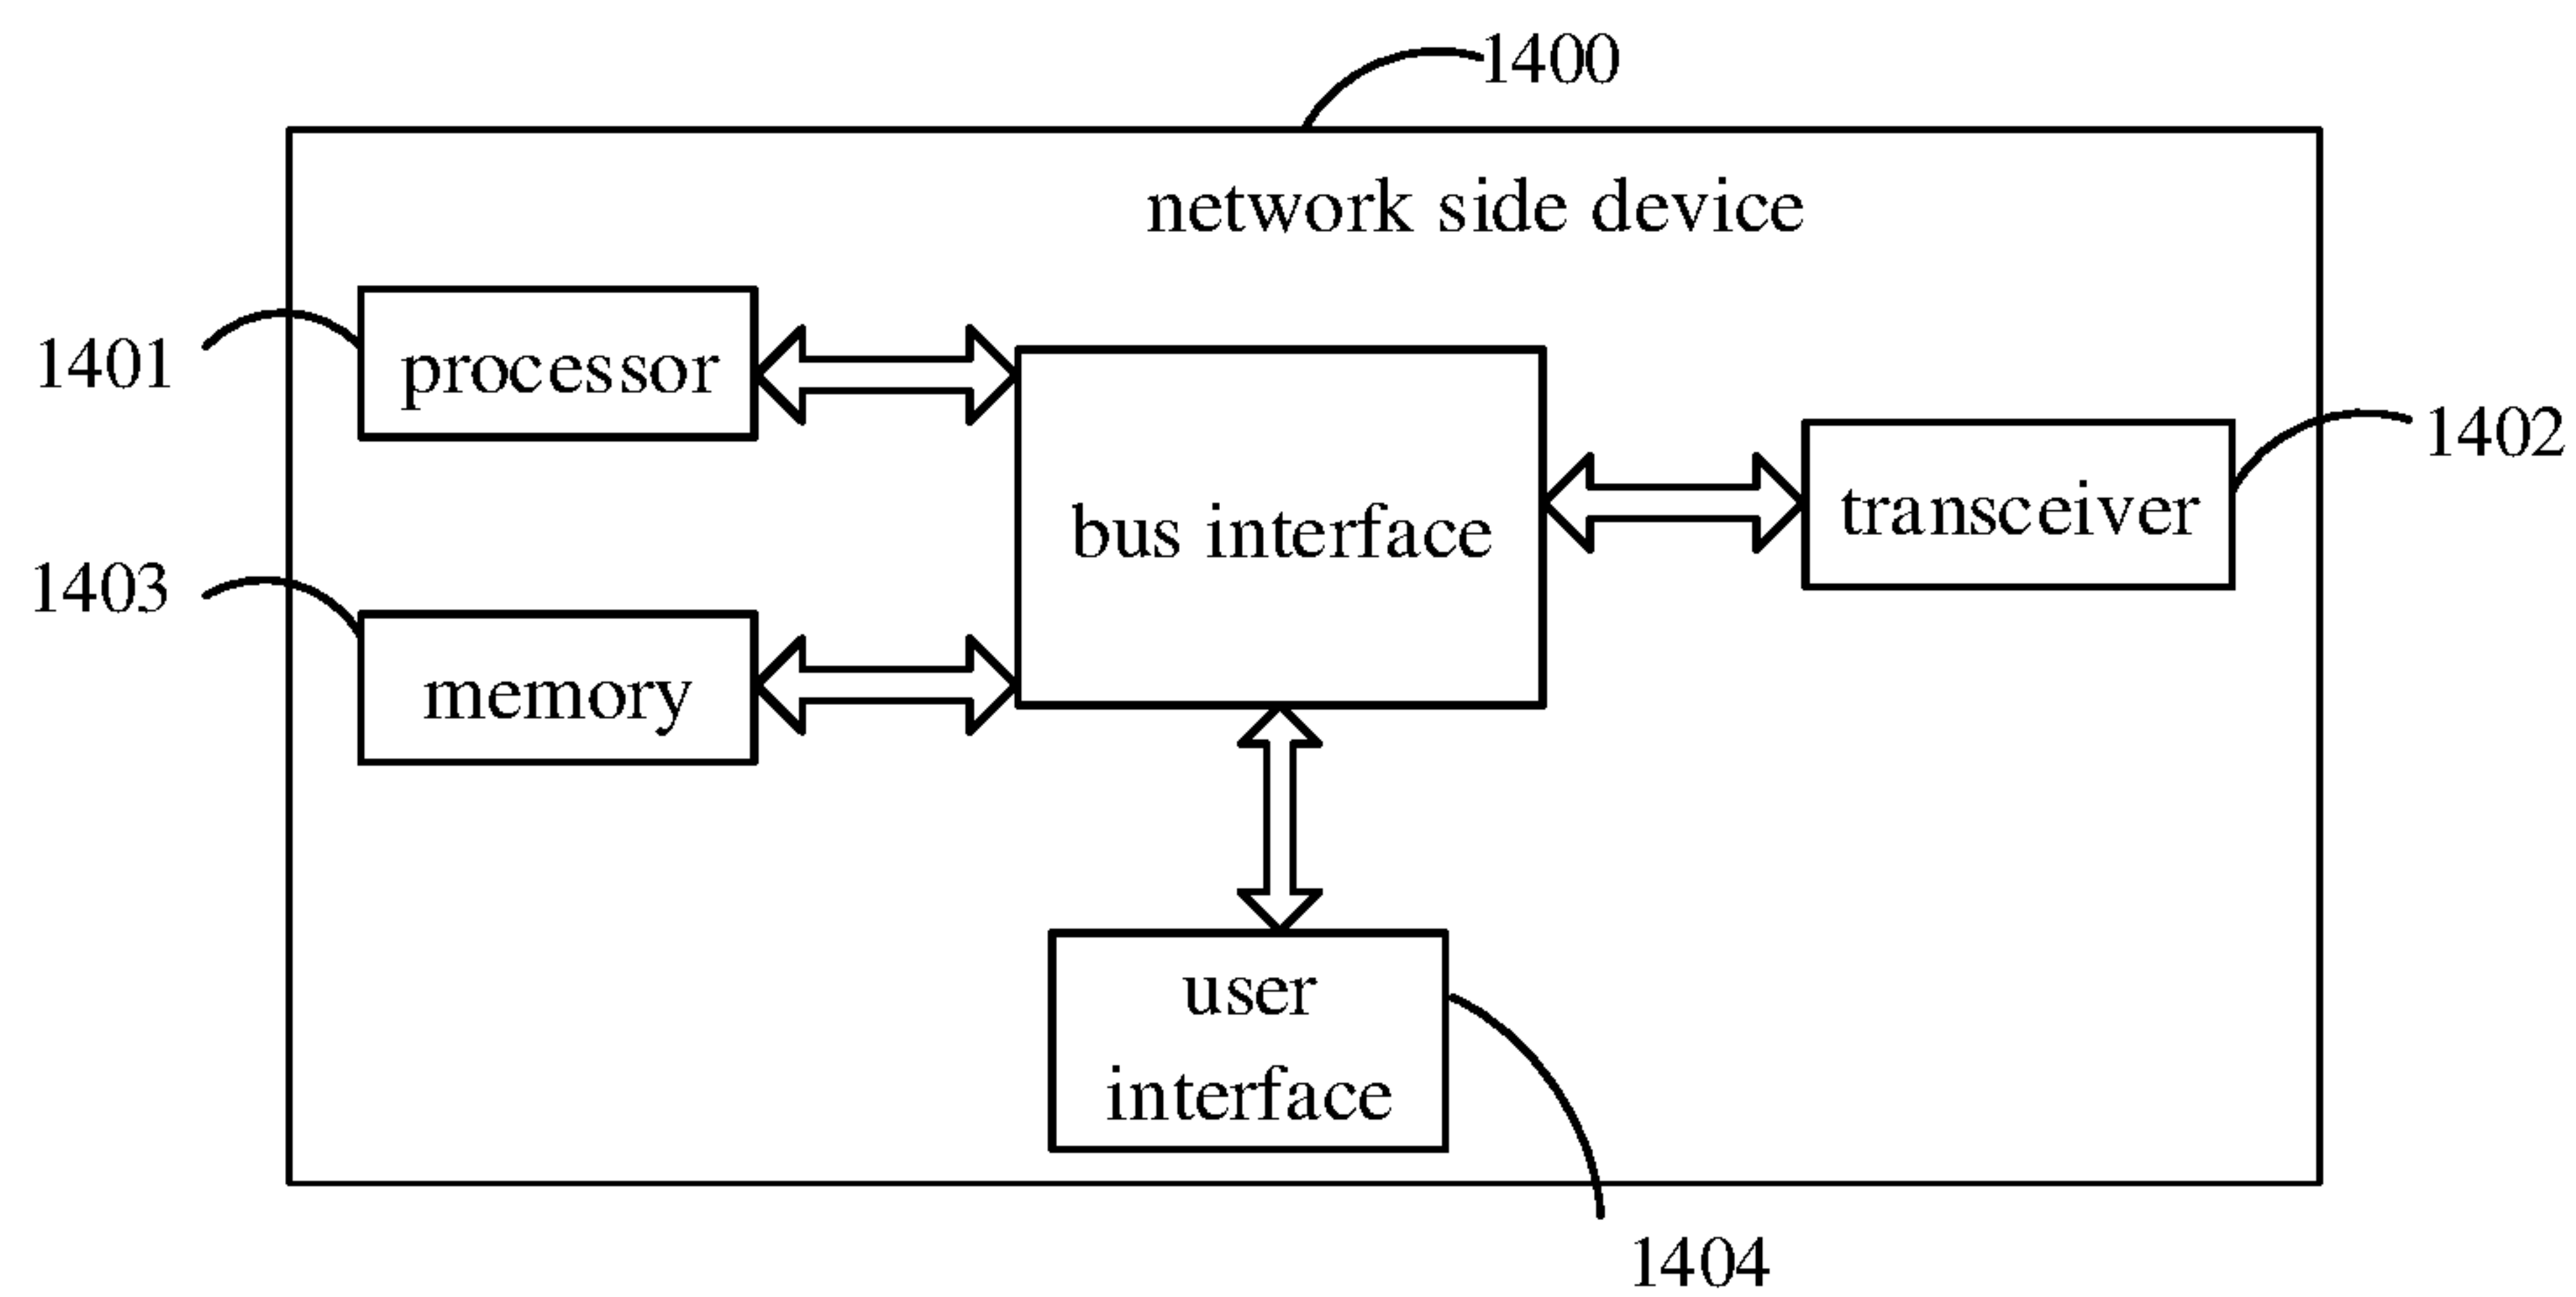 1400
network side device
1401
processor
bus interface
1402
transceiver
1403
memory
user
interface
1404